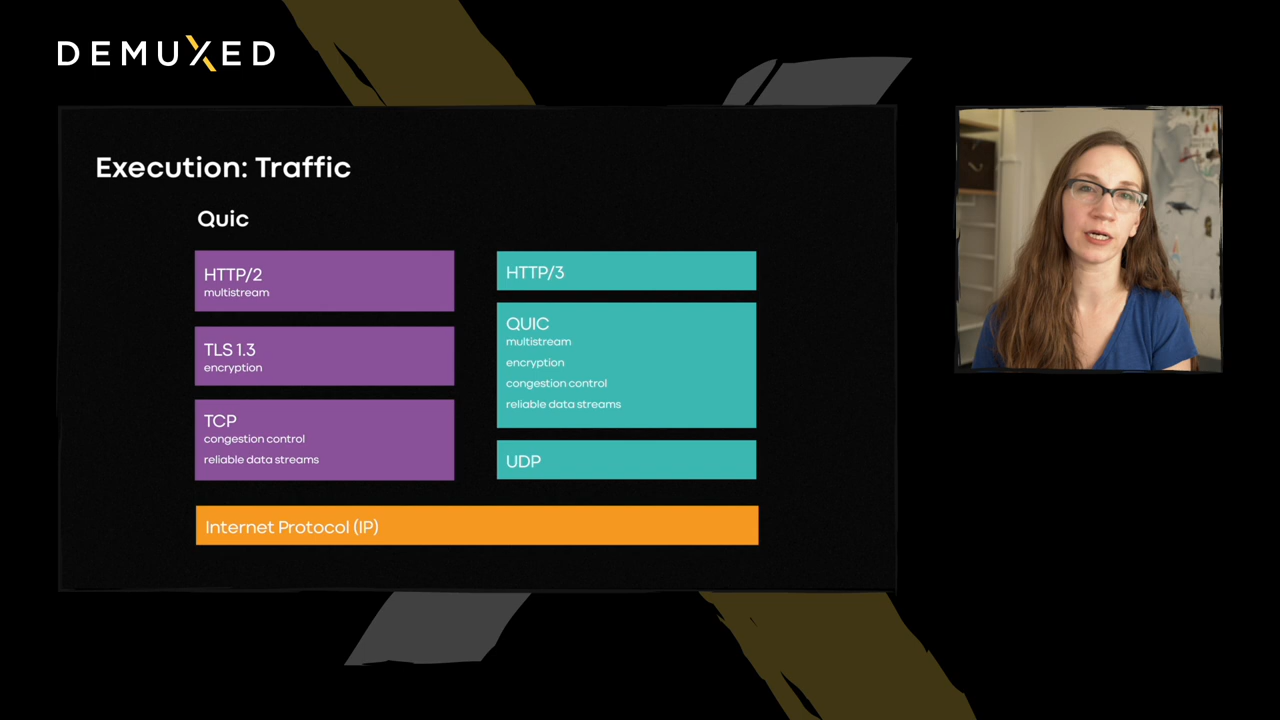 DEMUXED
Execution: Traffic
Quic
HTTP/2
multistream
TLS 1.3
encryption
TCP
congestion control
reliable data streams
HTTP/3
QUIC
multistream
encryption
congestion control
reliable data streams
UDP
Internet Protocol (IP)